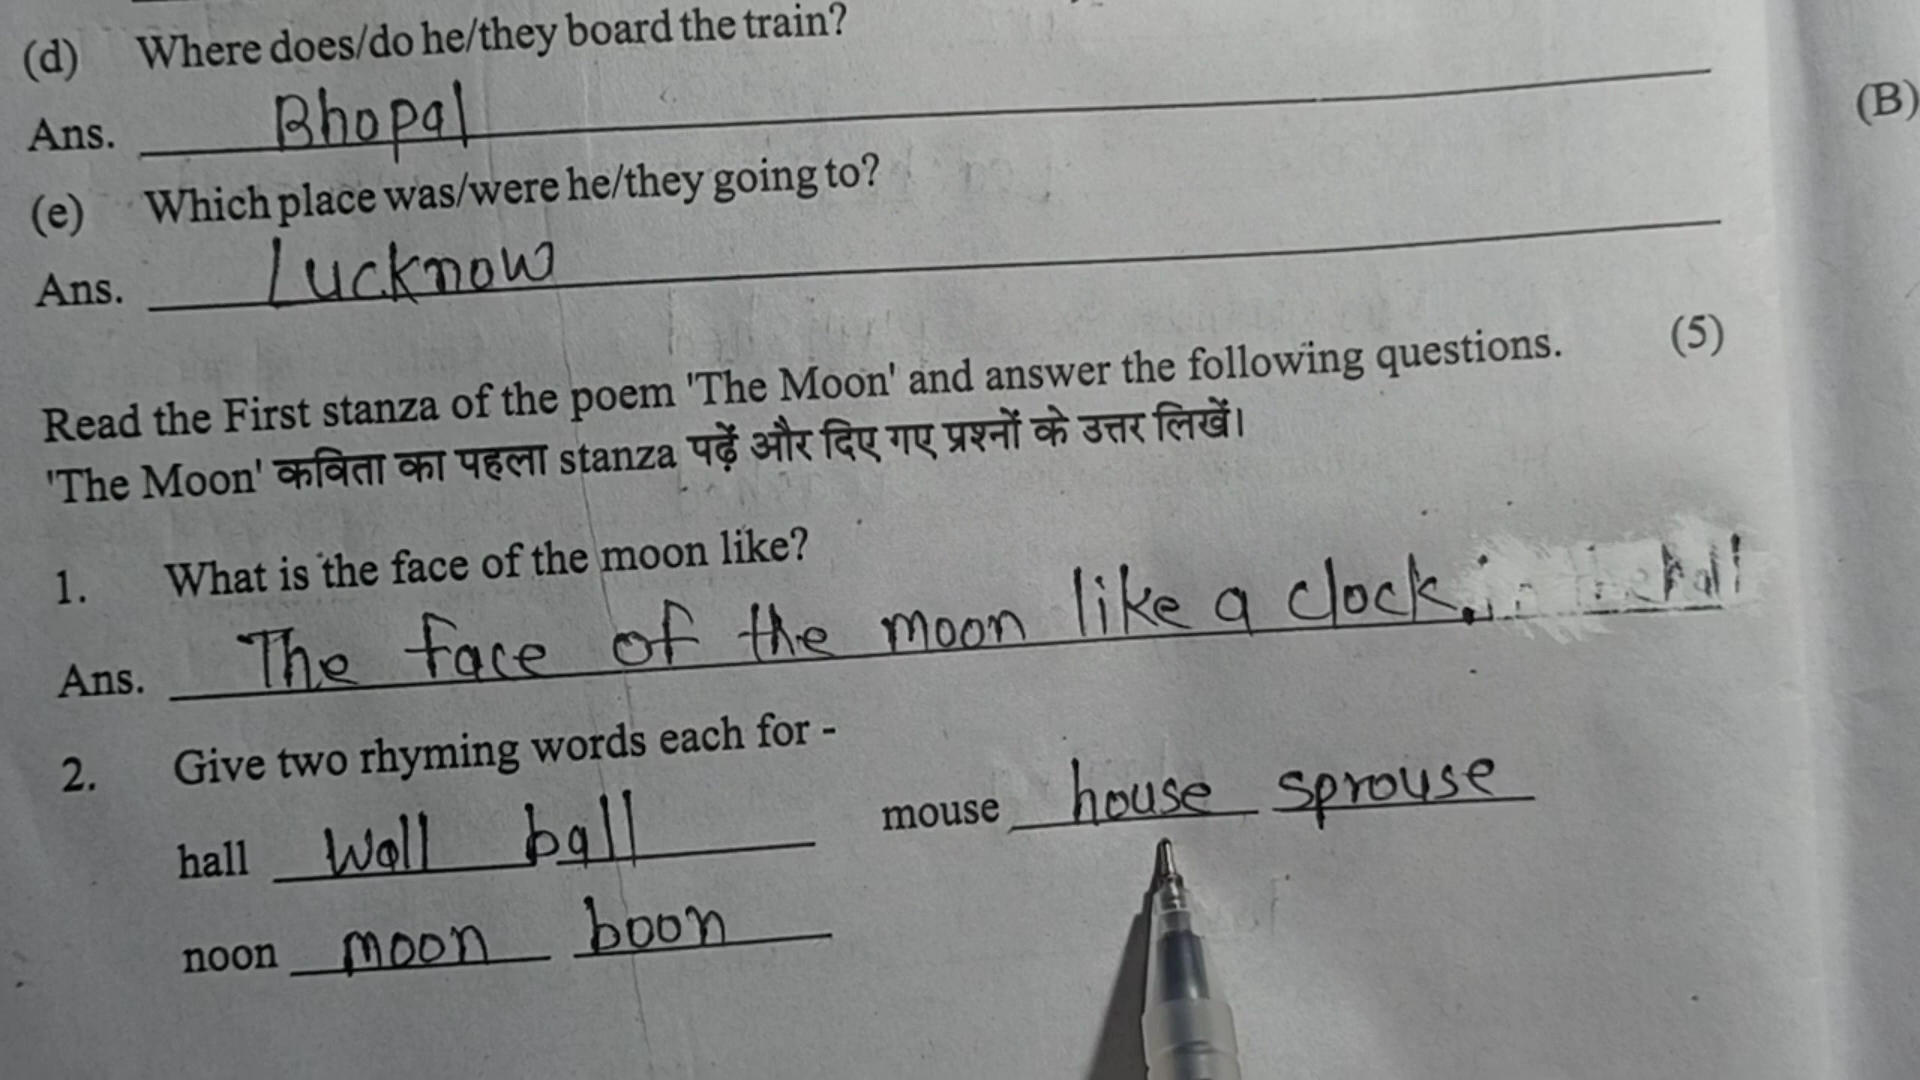 (d) Where does/do he/they board the train?
(B)
Ans. Bhopal
(e) Which place was/were he/they going to?
Ans. Lucknow
Read the First stanza of the poem 'The Moon' and answer the following questions. (5)
'The Moon' कविता का पहला stanza पढ़ें और दिए गए प्रश्नों के उत्तर लिखें।
1. What is the face of the moon like?
Ans. The face of the moon like a clock. in the hall
2. Give two rhyming words each for -
hall Wall ball mouse house sprouse
noon moon boon